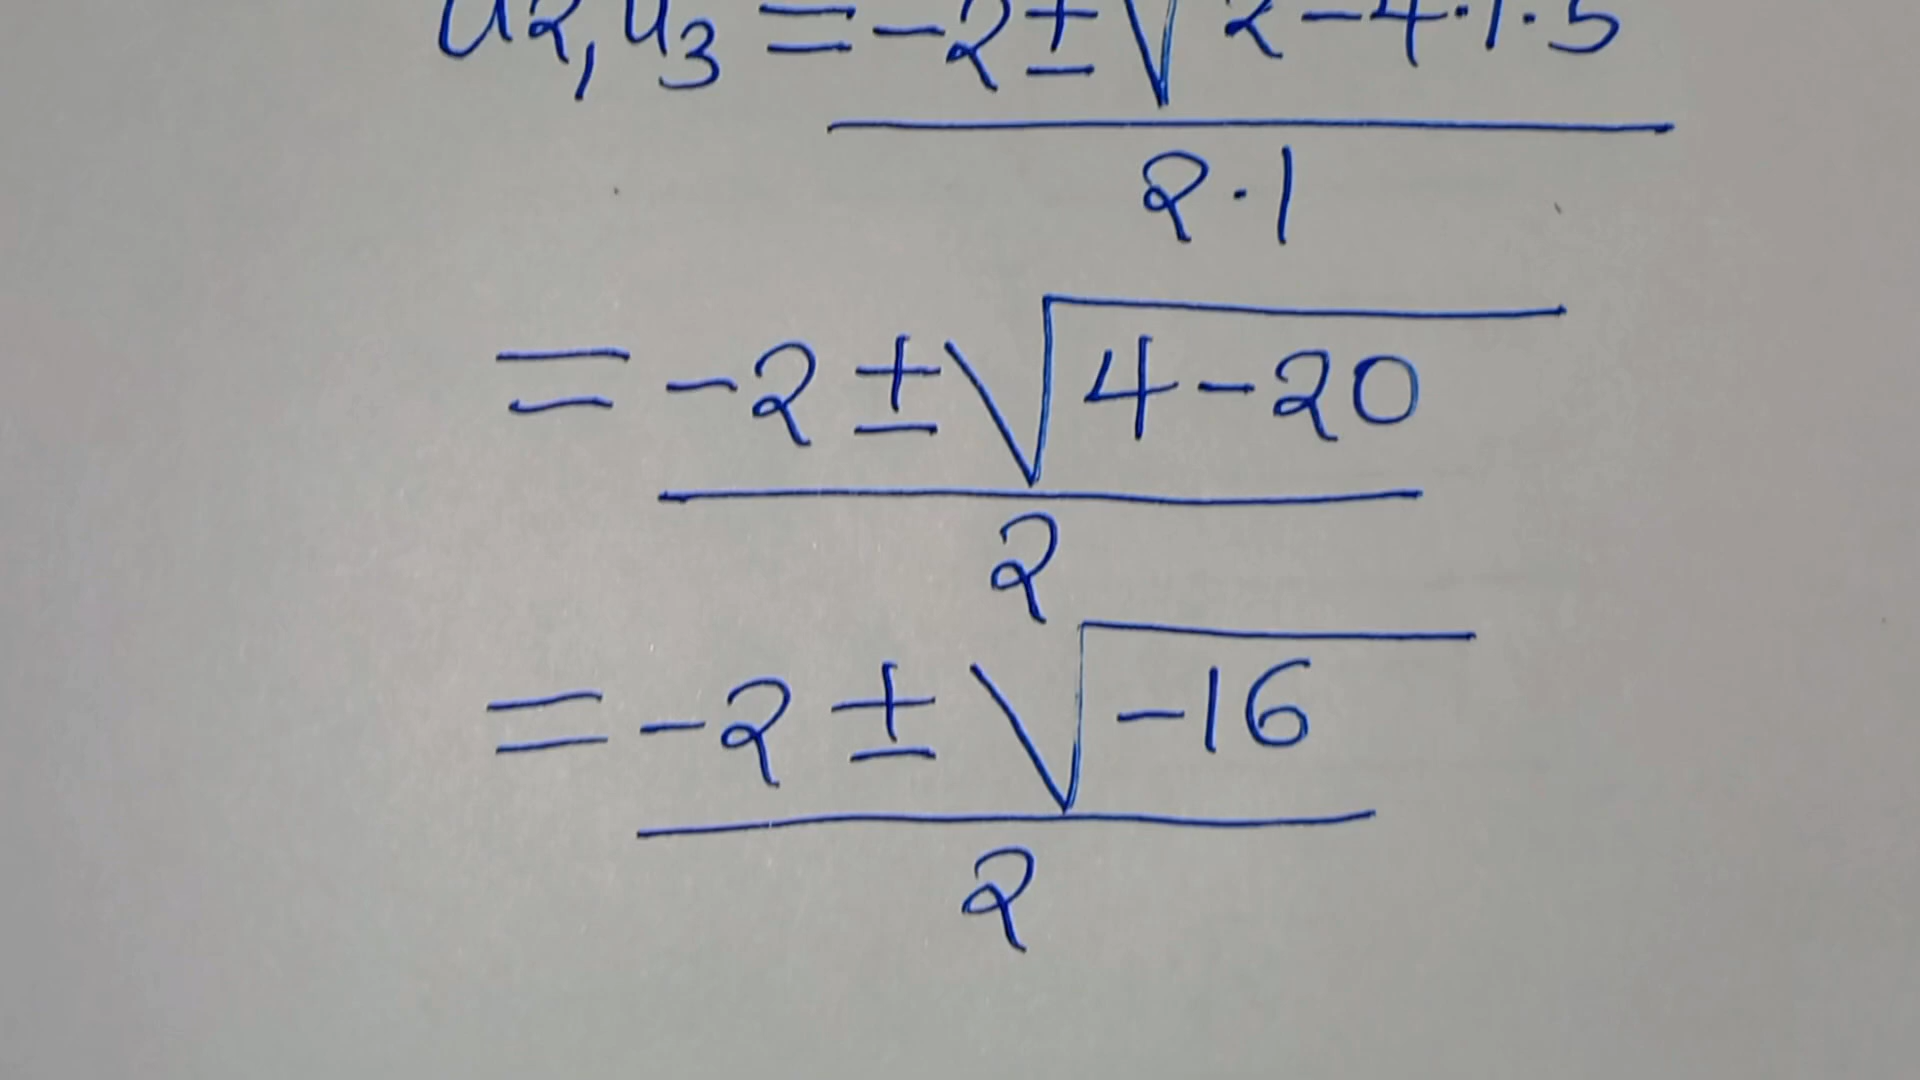 u2, u3 = -2 ± √2-4·1·5
2·1
= -2 ± √4-20
2
= -2 ± √-16
2